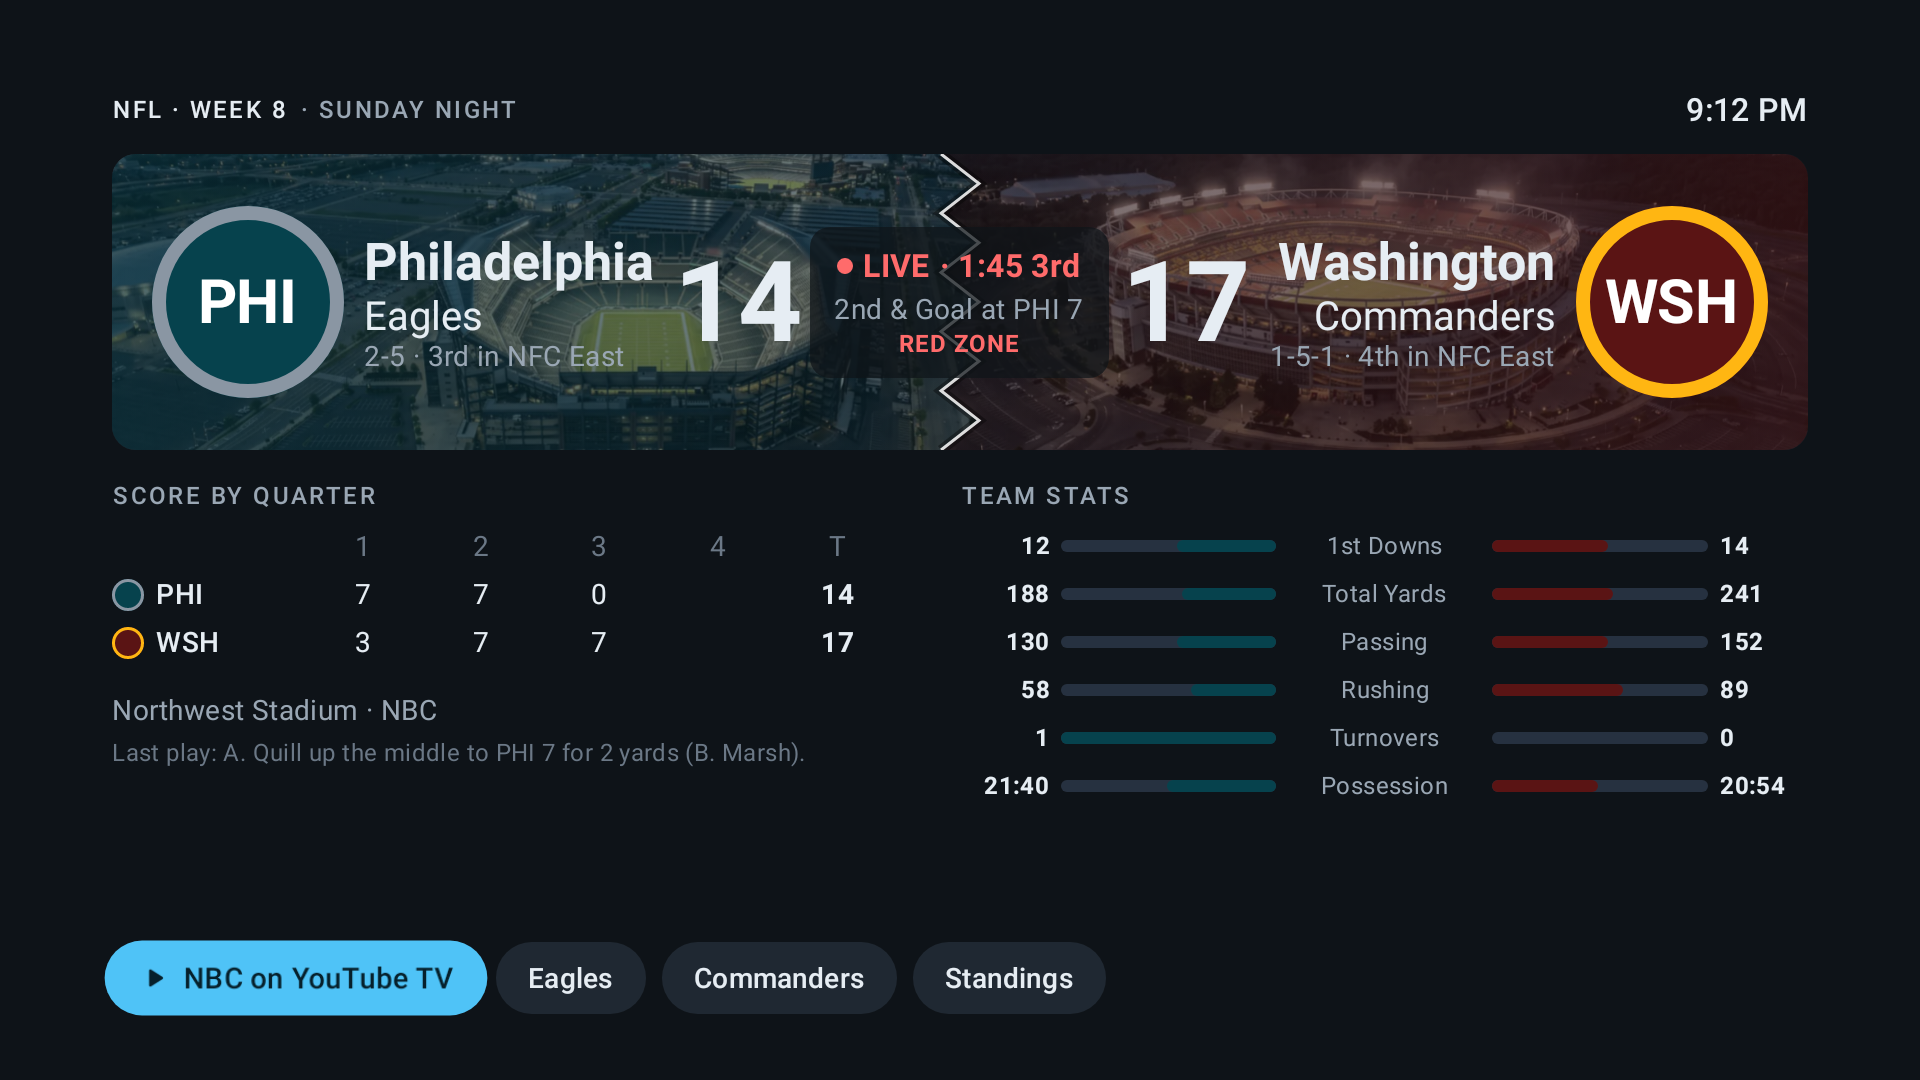 NFL · WEEK 8 · SUNDAY NIGHT
9:12 PM
PHI
Philadelphia
Eagles
2-5 · 3rd in NFC East
14
LIVE · 1:45 3rd
2nd & Goal at PHI 7
RED ZONE
17
Washington
Commanders
1-5-1 · 4th in NFC East
WSH
SCORE BY QUARTER
1 2 3 4 T
PHI 7 7 0 14
WSH 3 7 7 17
Northwest Stadium · NBC
Last play: A. Quill up the middle to PHI 7 for 2 yards (B. Marsh).
TEAM STATS
12 1st Downs 14
188 Total Yards 241
130 Passing 152
58 Rushing 89
1 Turnovers 0
21:40 Possession 20:54
NBC on YouTube TV
Eagles
Commanders
Standings